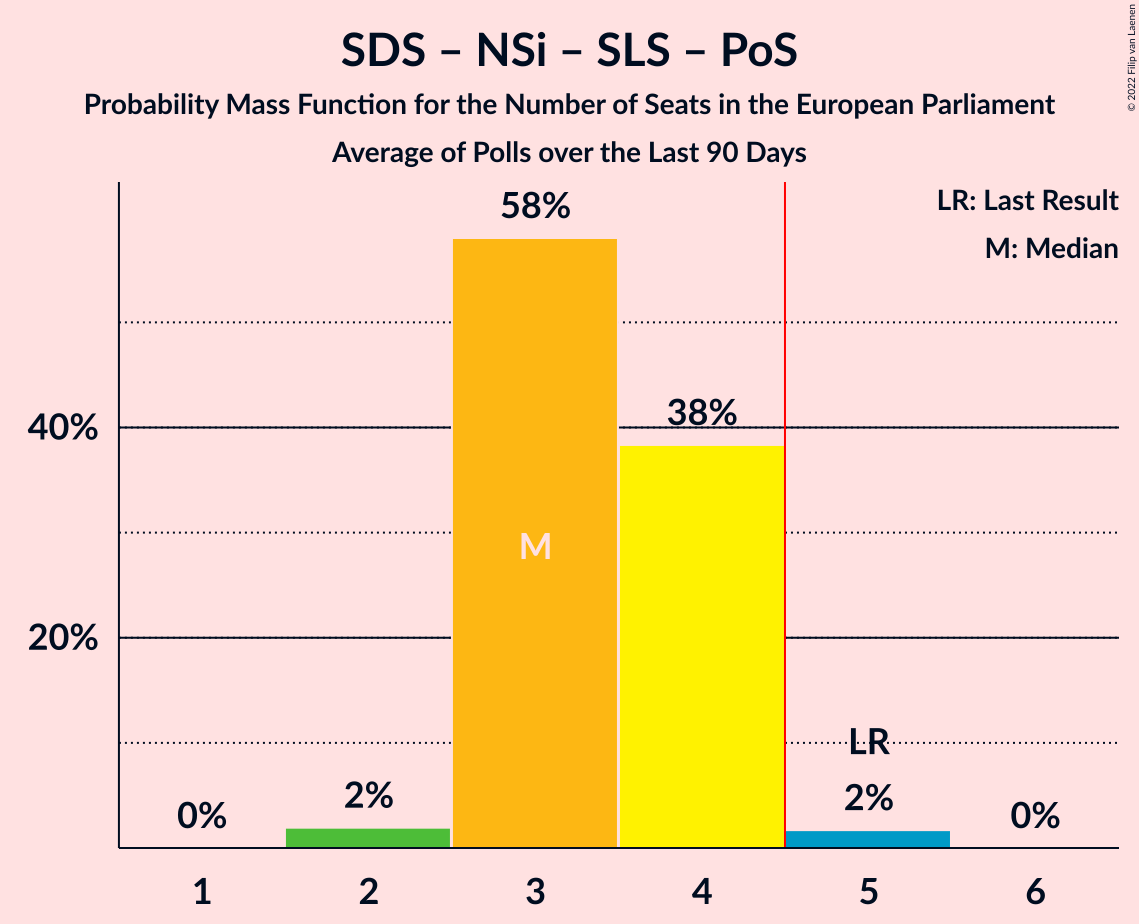 SDS – NSi – SLS – PoS
Probability Mass Function for the Number of Seats in the European Parliament
Average of Polls over the Last 90 Days
© 2022 Filip van Laenen
LR: Last Result
M: Median
58%
40%
38%
M
20%
LR
0%
2%
2%
0%
1
2
3
4
5
6